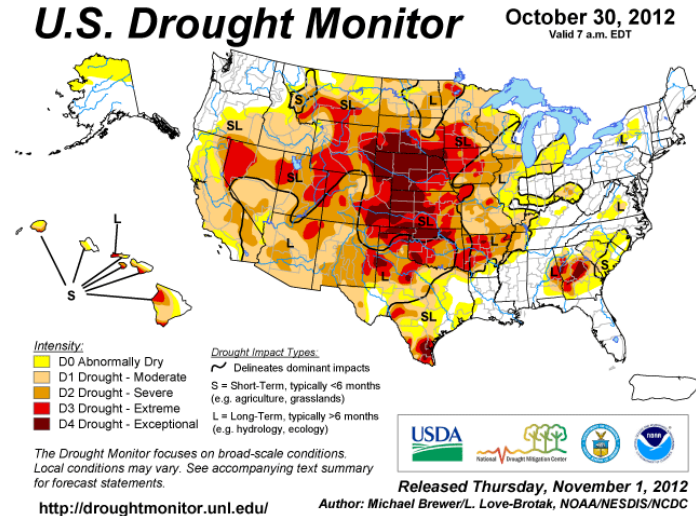 U.S. Drought Monitor
October 30, 2012
Valid 7 a.m. EDT
S
SL
L
SL
SL
SL
L
L
L
SL
L
L
L
S
L
SL
L
S
Intensity:
D0 Abnormally Dry
D1 Drought - Moderate
D2 Drought - Severe
D3 Drought - Extreme
D4 Drought - Exceptional
Drought Impact Types:
Delineates dominant impacts
S = Short-Term, typically <6 months
(e.g. agriculture, grasslands)
L = Long-Term, typically >6 months
(e.g. hydrology, ecology)
The Drought Monitor focuses on broad-scale conditions.
Local conditions may vary. See accompanying text summary
for forecast statements.
http://droughtmonitor.unl.edu/
USDA
National Drought Mitigation Center
NOAA
Released Thursday, November 1, 2012
Author: Michael Brewer/L. Love-Brotak, NOAA/NESDIS/NCDC